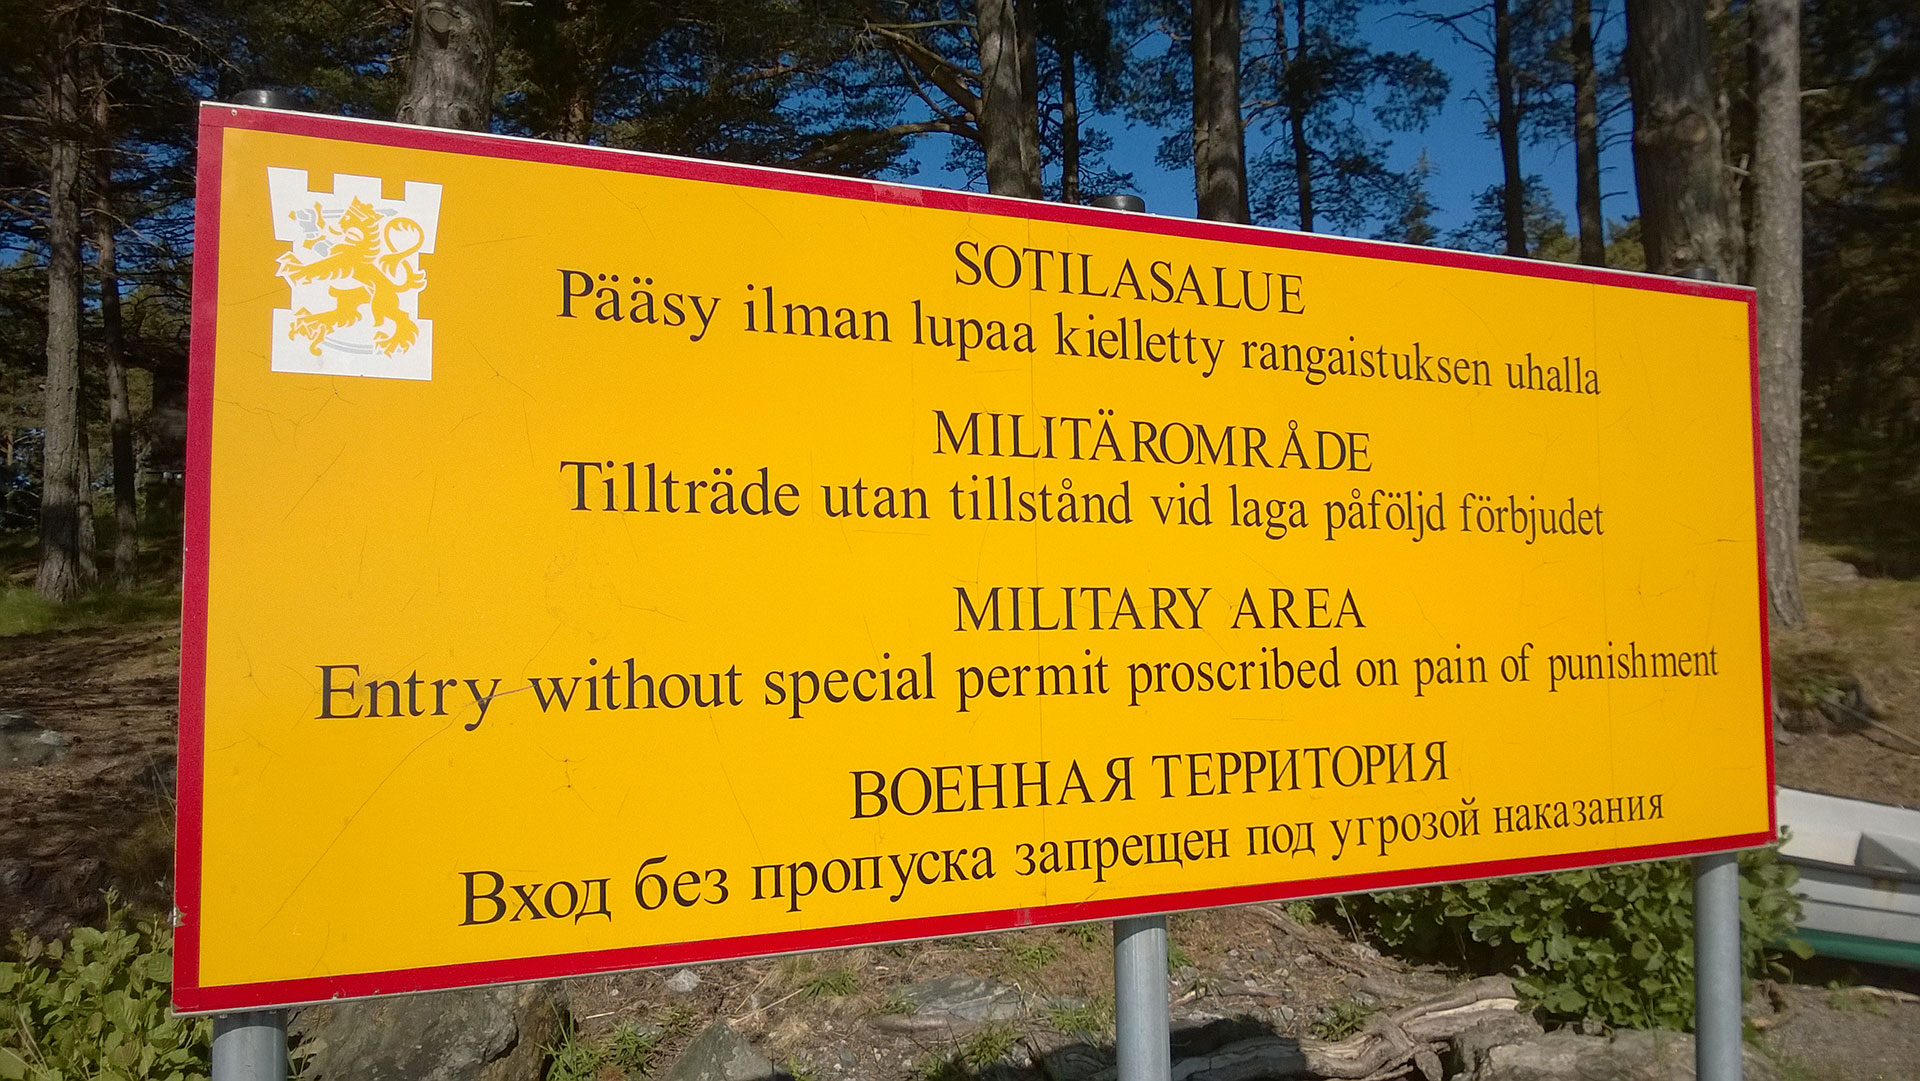 SOTILASALUE
Pääsy ilman lupaa kielletty rangaistuksen uhalla
MILITÄROMRÅDE
Tillträde utan tillstånd vid laga påföljd förbjudet
MILITARY AREA
Entry without special permit proscribed on pain of punishment
ВОЕННАЯ ТЕРРИТОРИЯ
Вход без пропуска запрещен под угрозой наказания